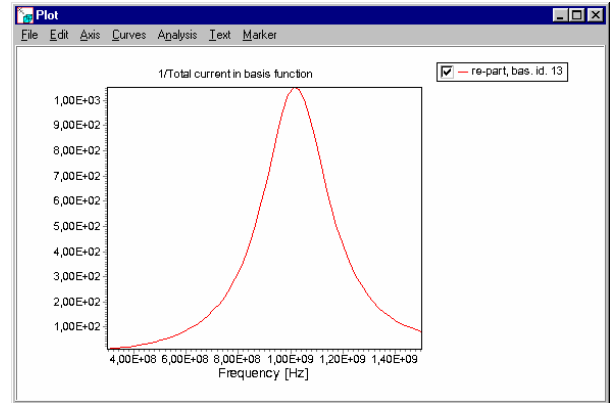 Plot
File Edit Axis Curves Analysis Text Marker
1/Total current in basis function
re-part, bas. id. 13
1,00E+03
9,00E+02
8,00E+02
7,00E+02
6,00E+02
5,00E+02
4,00E+02
3,00E+02
2,00E+02
1,00E+02
4,00E+08 6,00E+08 8,00E+08 1,00E+09 1,20E+09 1,40E+09
Frequency [Hz]